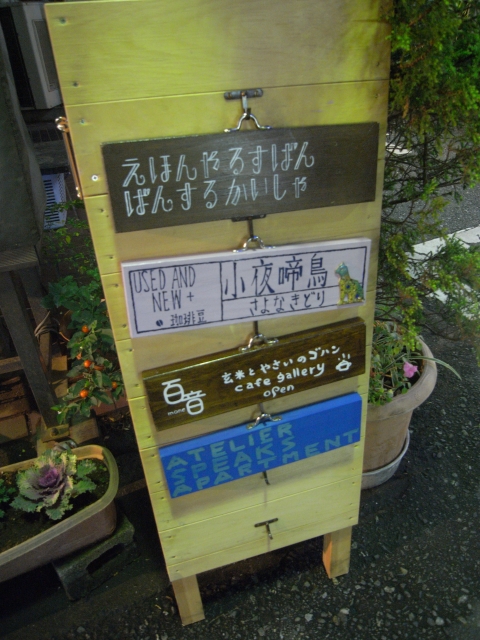 えほんやるすばん
ばんするかいしゃ
USED AND
NEW +
珈琲豆
小夜啼鳥
さよなきどり
百音
mone
玄米とやさいのゴハン
cafe gallery
open
ATELIER
SPEAKS
APARTMENT